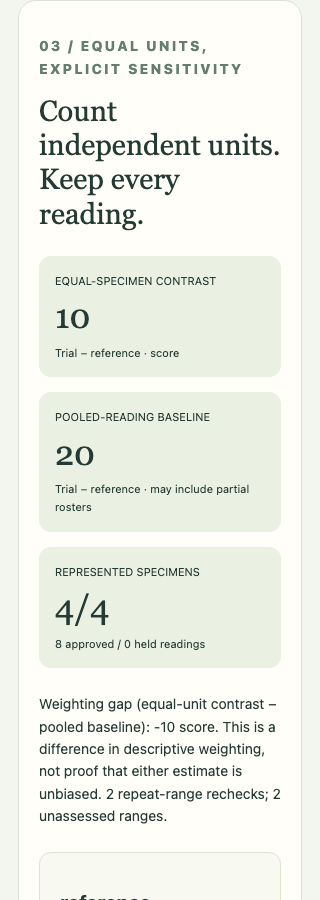 03 / EQUAL UNITS,
EXPLICIT SENSITIVITY
Count
independent units.
Keep every
reading.
EQUAL-SPECIMEN CONTRAST
10
Trial – reference · score
POOLED-READING BASELINE
20
Trial – reference · may include partial
rosters
REPRESENTED SPECIMENS
4/4
8 approved / 0 held readings
Weighting gap (equal-unit contrast –
pooled baseline): -10 score. This is a
difference in descriptive weighting,
not proof that either estimate is
unbiased. 2 repeat-range rechecks; 2
unassessed ranges.